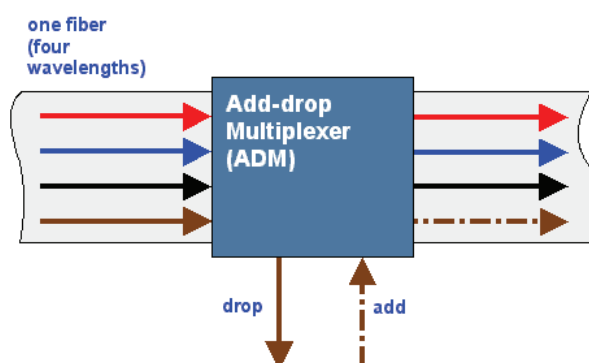 one fiber
(four
wavelengths)
Add-drop
Multiplexer
(ADM)
drop
add